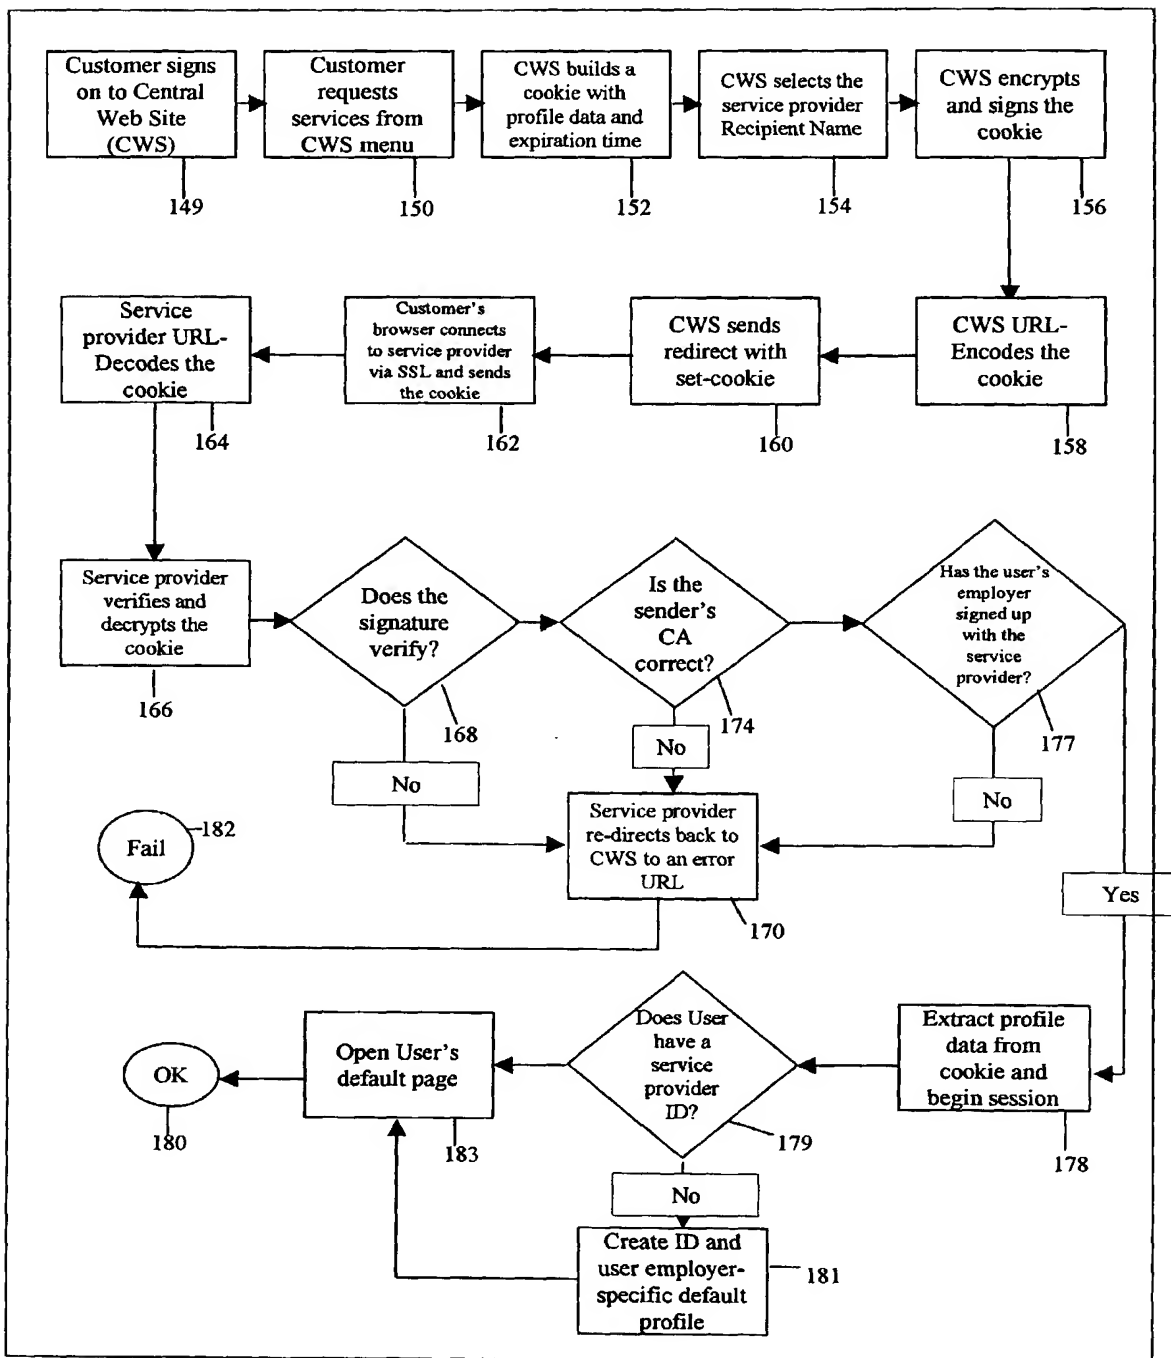 Customer signs
on to Central
Web Site
(CWS)
149
Customer
requests
services from
CWS menu
150
CWS builds a
cookie with
profile data and
expiration time
152
CWS selects the
service provider
Recipient Name
154
CWS encrypts
and signs the
cookie
156
Service
provider URL-
Decodes the
cookie
164
Customer's
browser connects
to service provider
via SSL and sends
the cookie
162
CWS sends
redirect with
set-cookie
160
CWS URL-
Encodes the
cookie
158
Service provider
verifies and
decrypts the
cookie
166
Does the
signature
verify?
168
Is the
sender's
CA
correct?
174
Has the user's
employer
signed up
with the
service
provider?
177
No
No
No
Fail
182
Service provider
re-directs back to
CWS to an error
URL
170
Yes
OK
180
Open User's
default page
183
Does User
have a
service
provider
ID?
179
Extract profile
data from
cookie and
begin session
178
No
Create ID and
user employer-
specific default
profile
181